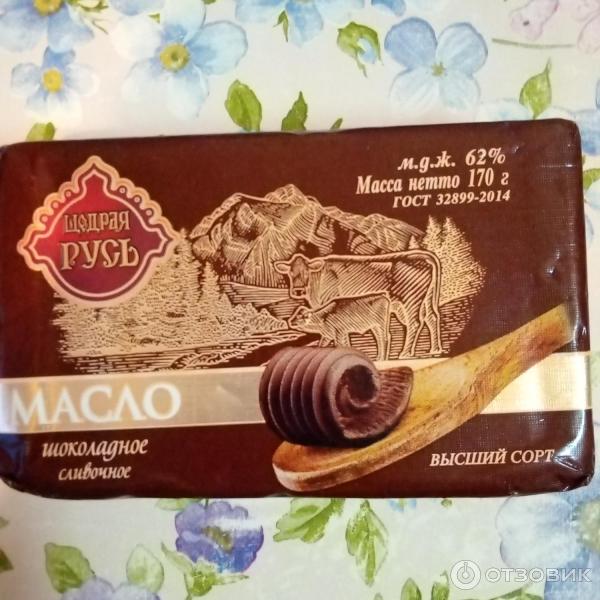 ЩЕДРАЯ
РУСЬ
м.д.ж. 62%
Масса нетто 170 г
ГОСТ 32899-2014
МАСЛО
шоколадное
сливочное
ВЫСШИЙ СОРТ
ОТЗОВИК